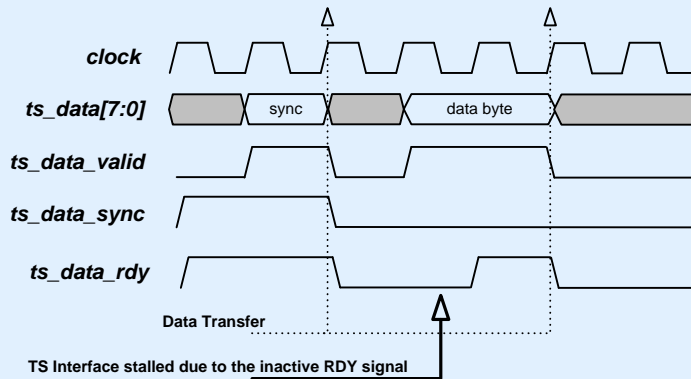 clock
ts_data[7:0]
sync
data byte
ts_data_valid
ts_data_sync
ts_data_rdy
Data Transfer
TS Interface stalled due to the inactive RDY signal